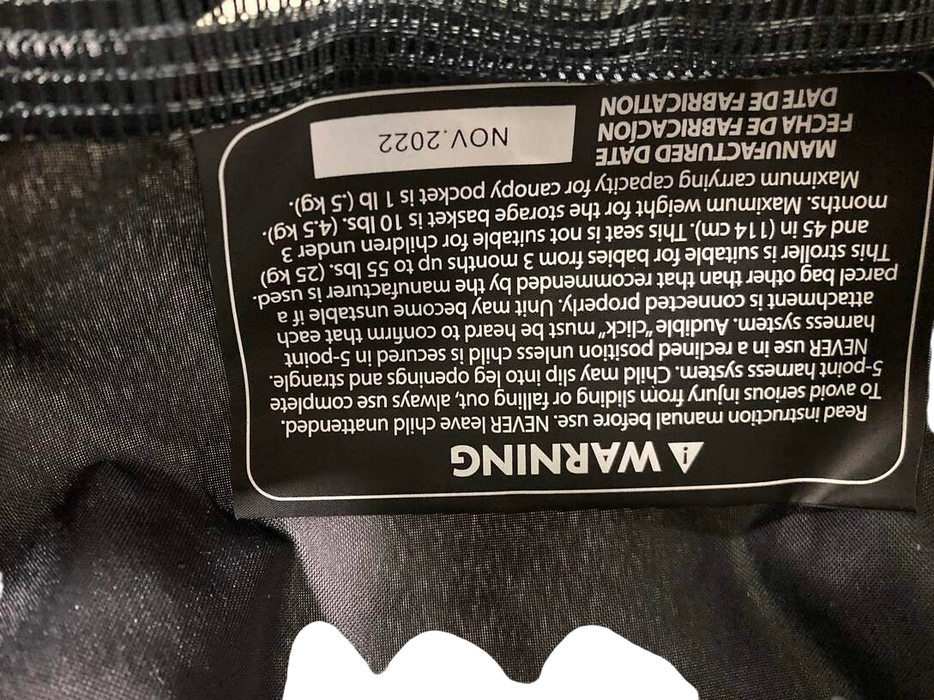 WARNING
Read instruction manual before use. NEVER leave child unattended.
To avoid serious injury from sliding or falling out, always use complete
5-point harness system. Child may slip into leg openings and strangle.
NEVER use in a reclined position unless child is secured in 5-point
harness system. Audible "click" must be heard to confirm that each
attachment is connected properly. Unit may become unstable if a
parcel bag other than that recommended by the manufacturer is used.
This stroller is suitable for babies from 3 months up to 55 lbs. (25 kg)
and 45 in (114 cm). This seat is not suitable for children under 3
months. Maximum weight for the storage basket is 10 lbs. (4.5 kg).
Maximum carrying capacity for canopy pocket is 1 lb (.5 kg).
MANUFACTURED DATE
FECHA DE FABRICACIÓN
DATE DE FABRICATION
NOV.2022